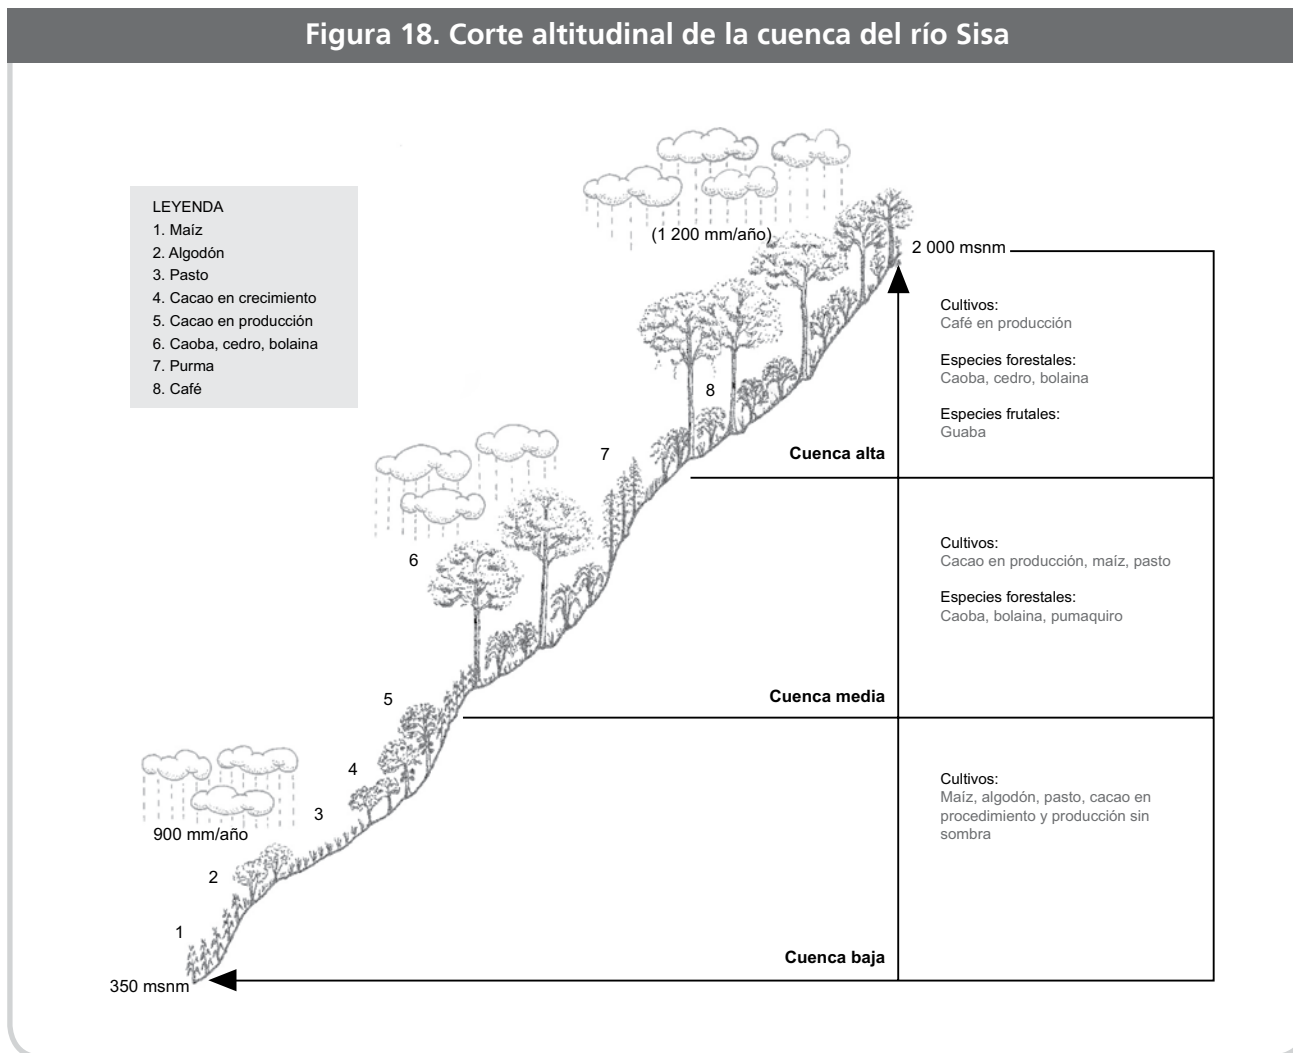 Figura 18. Corte altitudinal de la cuenca del río Sisa
LEYENDA
1. Maíz
2. Algodón
3. Pasto
4. Cacao en crecimiento
5. Cacao en producción
6. Caoba, cedro, bolaina
7. Purma
8. Café
(1 200 mm/año)
2 000 msnm
Cultivos:
Café en producción
Especies forestales:
Caoba, cedro, bolaina
Especies frutales:
Guaba
8
Cuenca alta
7
6
Cultivos:
Cacao en producción, maíz, pasto
Especies forestales:
Caoba, bolaina, pumaquiro
5
Cuenca media
4
3
900 mm/año
Cultivos:
Maíz, algodón, pasto, cacao en
procedimiento y producción sin
sombra
2
1
Cuenca baja
350 msnm